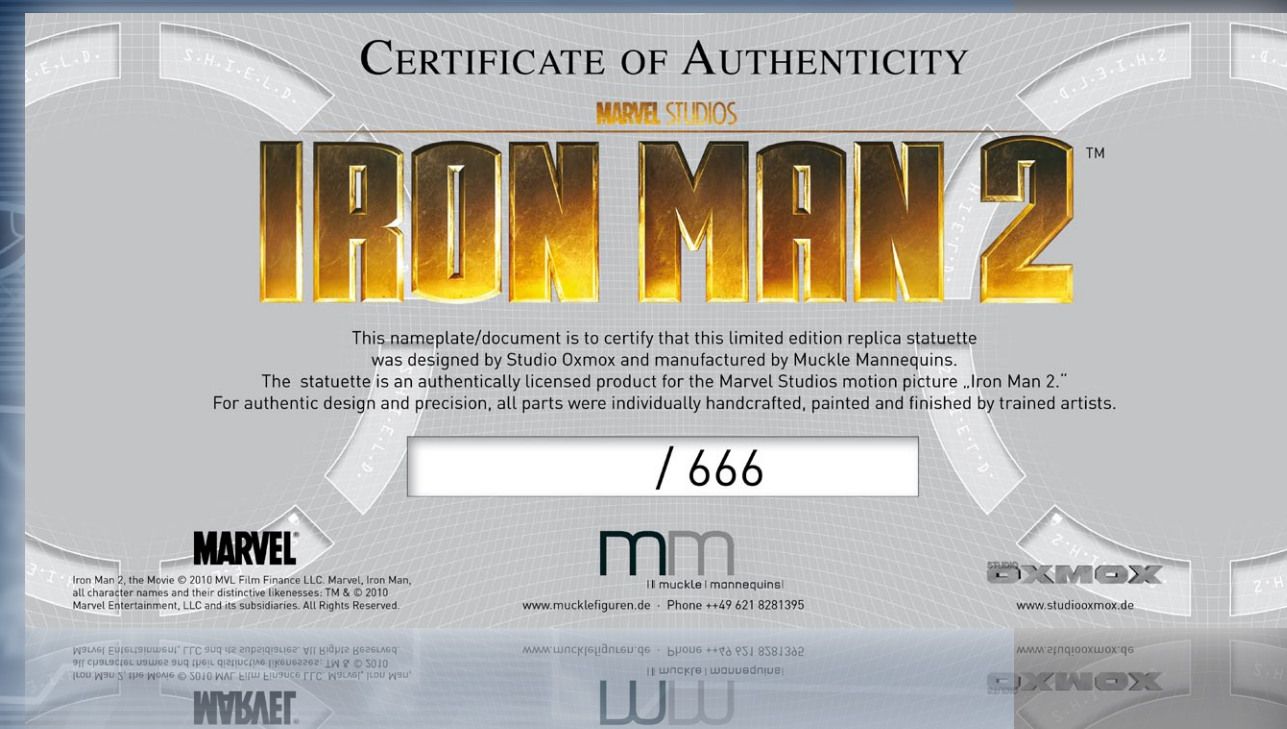 CERTIFICATE OF AUTHENTICITY
MARVEL STUDIOS
IRON MAN 2 TM
This nameplate/document is to certify that this limited edition replica statuette
was designed by Studio Oxmox and manufactured by Muckle Mannequins.
The statuette is an authentically licensed product for the Marvel Studios motion picture „Iron Man 2.“
For authentic design and precision, all parts were individually handcrafted, painted and finished by trained artists.
/ 666
MARVEL®
Iron Man 2, the Movie © 2010 MVL Film Finance LLC. Marvel, Iron Man,
all character names and their distinctive likenesses: TM & © 2010
Marvel Entertainment, LLC and its subsidiaries. All Rights Reserved.
mm
muckle | mannequins
www.mucklefiguren.de · Phone ++49 621 8281395
STUDIO
OXMOX
www.studiooxmox.de
S.H.I.E.L.D.
S.H.I.E.L.D.